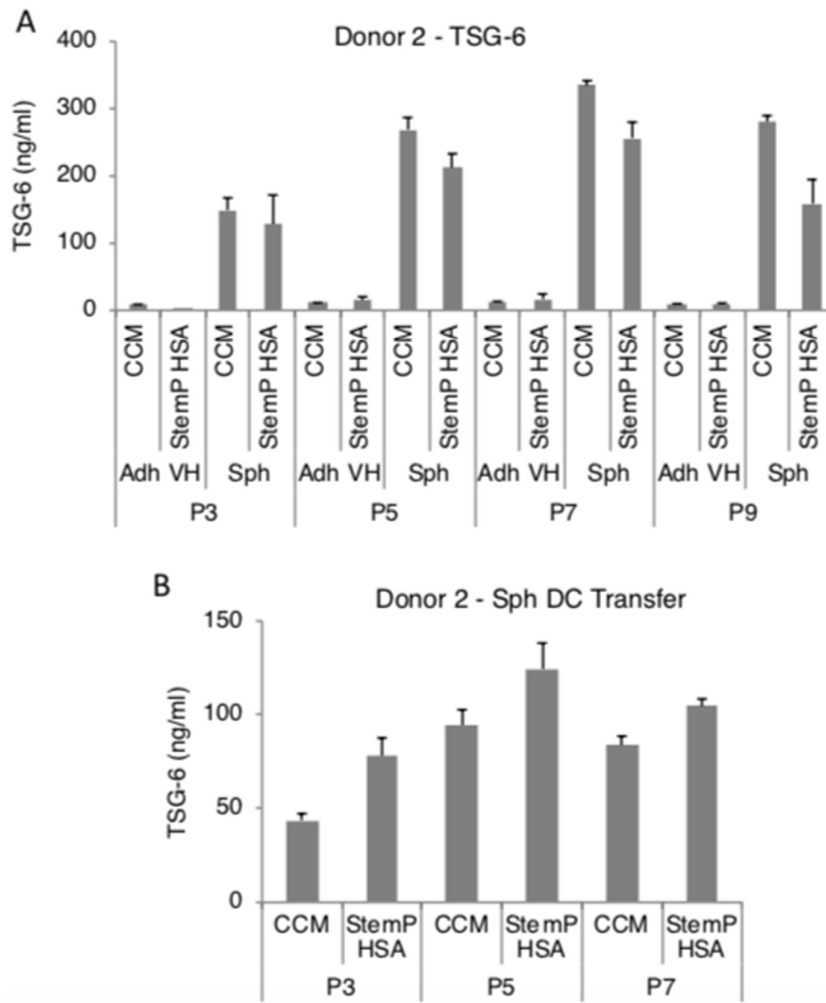 A
Donor 2 - TSG-6
TSG-6 (ng/ml)
400
300
200
100
0
CCM
StemP HSA
CCM
StemP HSA
CCM
StemP HSA
CCM
StemP HSA
CCM
StemP HSA
CCM
StemP HSA
CCM
StemP HSA
CCM
StemP HSA
Adh VH Sph Adh VH Sph Adh VH Sph Adh VH Sph
P3 P5 P7 P9
B
Donor 2 - Sph DC Transfer
TSG-6 (ng/ml)
150
100
50
0
CCM StemP HSA CCM StemP HSA CCM StemP HSA
P3 P5 P7